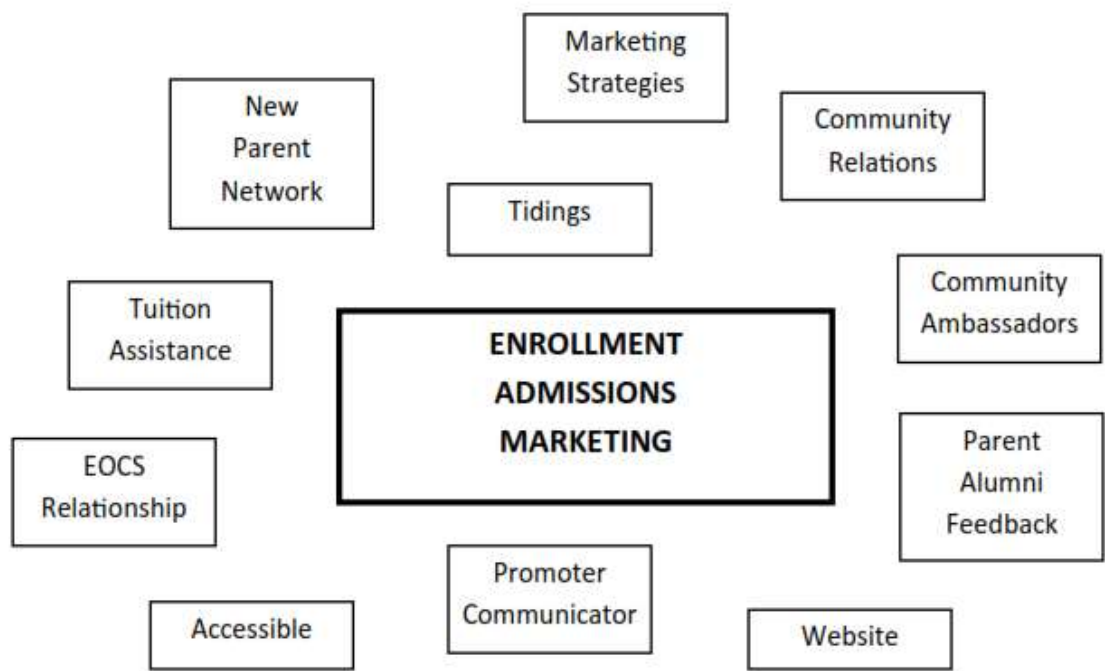 Marketing
Strategies
New
Parent
Network
Community
Relations
Tidings
Community
Ambassadors
Tuition
Assistance
ENROLLMENT
ADMISSIONS
MARKETING
Parent
Alumni
Feedback
EOCS
Relationship
Promoter
Communicator
Accessible
Website